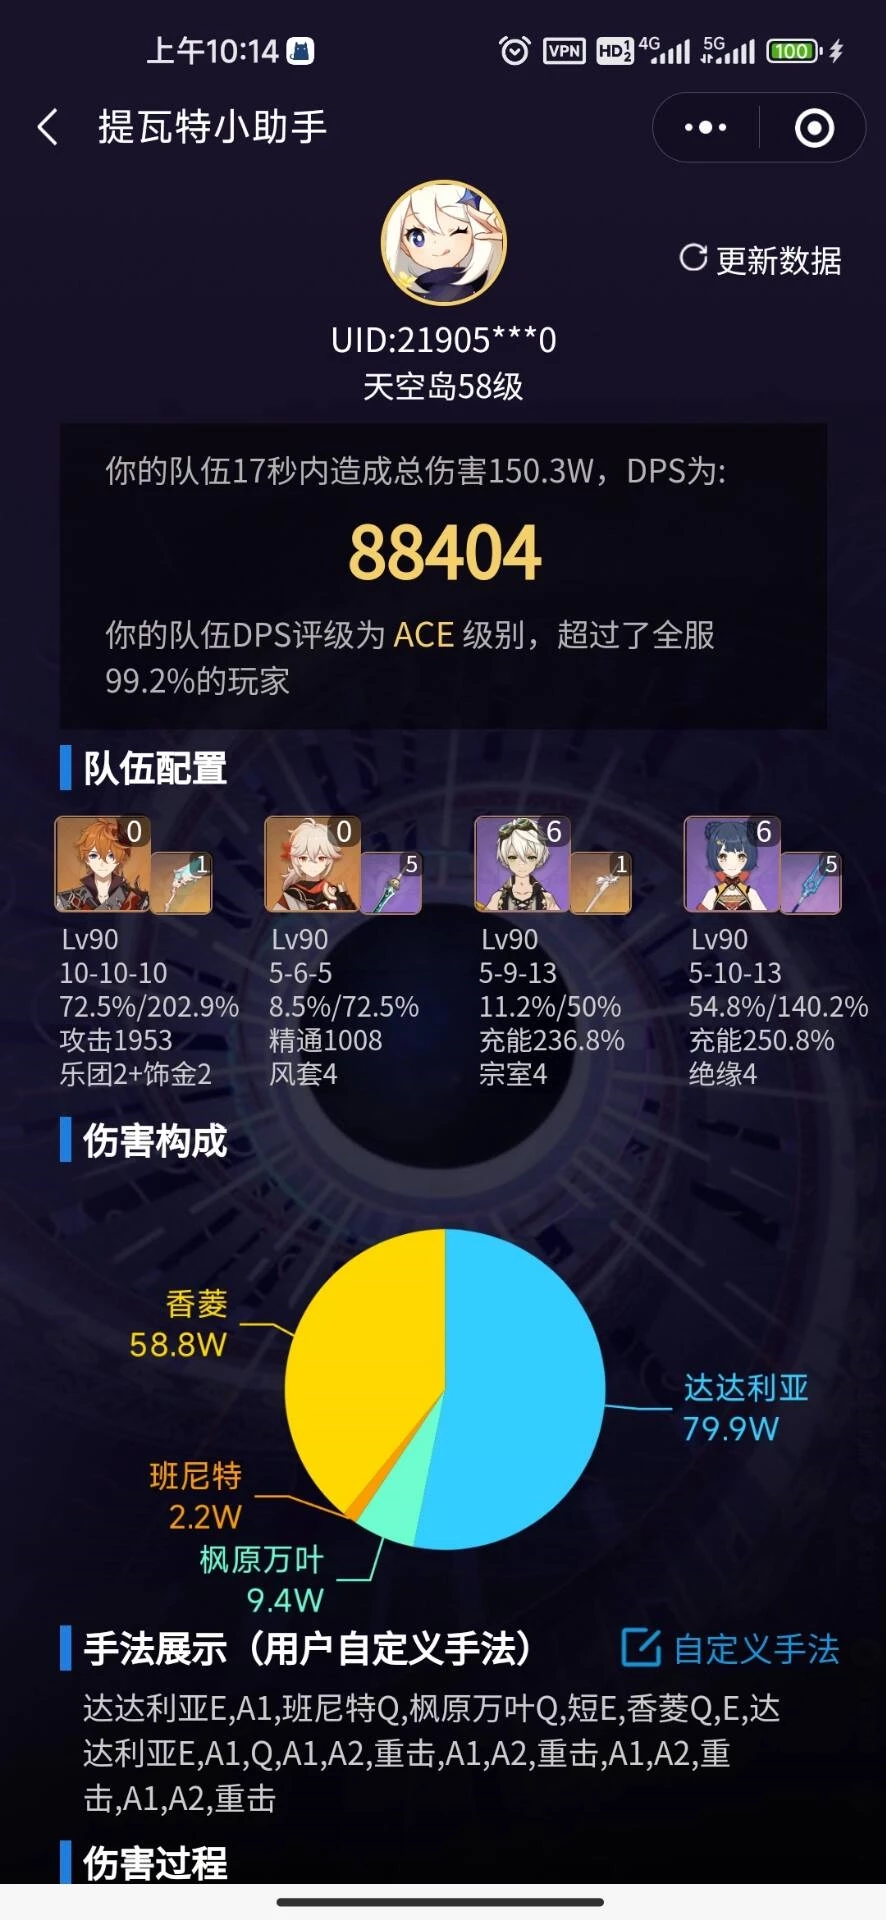 上午10:14
VPN
HD 1 2
4G
5G
100
提瓦特小助手
更新数据
UID:21905***0
天空岛58级
你的队伍17秒内造成总伤害150.3W，DPS为:
88404
你的队伍DPS评级为 ACE 级别，超过了全服
99.2%的玩家
队伍配置
0 1 0 5 6 1 6 5
Lv90 Lv90 Lv90 Lv90
10-10-10 5-6-5 5-9-13 5-10-13
72.5%/202.9% 8.5%/72.5% 11.2%/50% 54.8%/140.2%
攻击1953 精通1008 充能236.8% 充能250.8%
乐团2+饰金2 风套4 宗室4 绝缘4
伤害构成
香菱
58.8W
达达利亚
79.9W
班尼特
2.2W
枫原万叶
9.4W
手法展示（用户自定义手法）
自定义手法
达达利亚E,A1,班尼特Q,枫原万叶Q,短E,香菱Q,E,达
达利亚E,A1,Q,A1,A2,重击,A1,A2,重击,A1,A2,重
击,A1,A2,重击
伤害过程